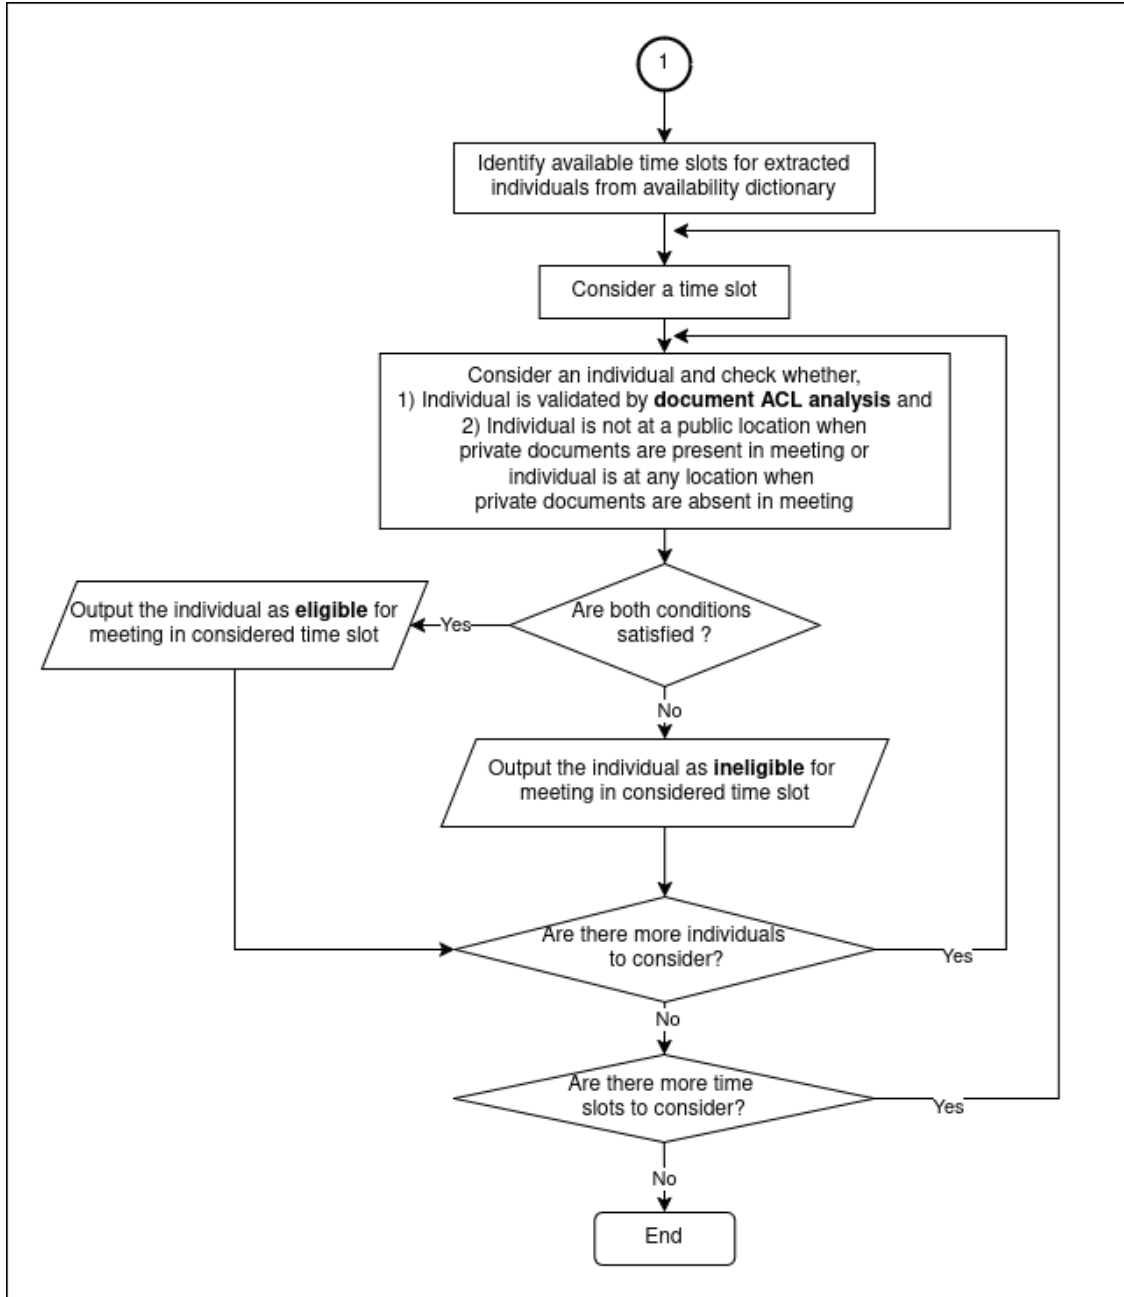 1
Identify available time slots for extracted
individuals from availability dictionary
Consider a time slot
Consider an individual and check whether,
1) Individual is validated by document ACL analysis and
2) Individual is not at a public location when
private documents are present in meeting or
individual is at any location when
private documents are absent in meeting
Are both conditions
satisfied ?
Yes
Output the individual as eligible for
meeting in considered time slot
No
Output the individual as ineligible for
meeting in considered time slot
Are there more individuals
to consider?
Yes
No
Are there more time
slots to consider?
Yes
No
End